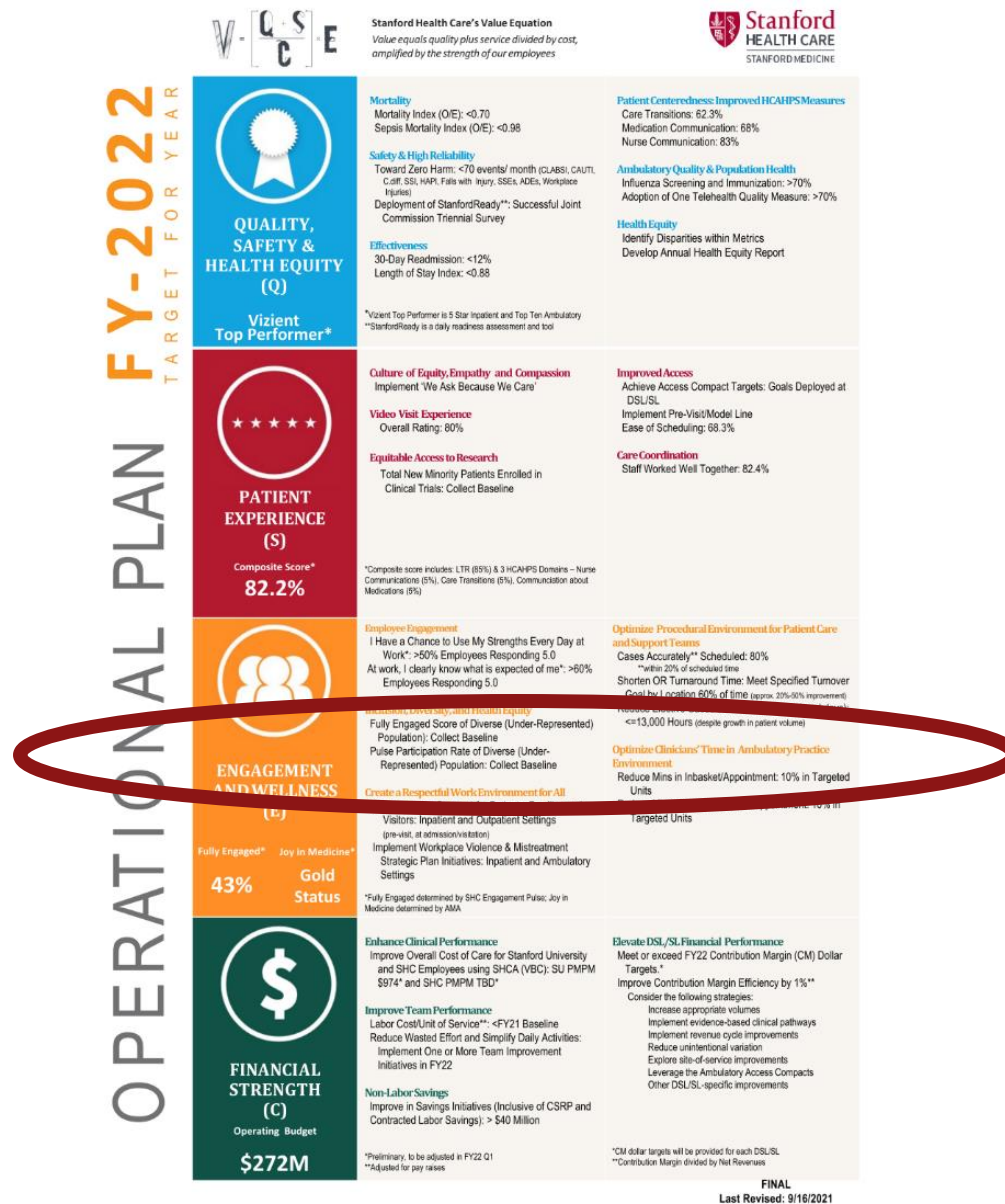 V = [Q + S / C] E
Stanford Health Care's Value Equation
Value equals quality plus service divided by cost,
amplified by the strength of our employees
Stanford
HEALTH CARE
STANFORD MEDICINE
OPERATIONAL PLAN
FY-2022
TARGET FOR YEAR
QUALITY,
SAFETY &
HEALTH EQUITY
(Q)
Vizient
Top Performer*
Mortality
Mortality Index (O/E): <0.70
Sepsis Mortality Index (O/E): <0.98
Safety & High Reliability
Toward Zero Harm: <70 events/ month (CLABSI, CAUTI,
C.diff, SSI, HAPI, Falls with Injury, SSEs, ADEs, Workplace
Injuries)
Deployment of StanfordReady**: Successful Joint
Commission Triennial Survey
Effectiveness
30-Day Readmission: <12%
Length of Stay Index: <0.88
*Vizient Top Performer is 5 Star Inpatient and Top Ten Ambulatory
**StanfordReady is a daily readiness assessment and tool
Patient Centeredness: Improved HCAHPS Measures
Care Transitions: 62.3%
Medication Communication: 68%
Nurse Communication: 83%
Ambulatory Quality & Population Health
Influenza Screening and Immunization: >70%
Adoption of One Telehealth Quality Measure: >70%
Health Equity
Identify Disparities within Metrics
Develop Annual Health Equity Report
PATIENT
EXPERIENCE
(S)
Composite Score*
82.2%
Culture of Equity, Empathy and Compassion
Implement 'We Ask Because We Care'
Video Visit Experience
Overall Rating: 80%
Equitable Access to Research
Total New Minority Patients Enrolled in
Clinical Trials: Collect Baseline
*Composite score includes: LTR (85%) & 3 HCAHPS Domains – Nurse
Communications (5%), Care Transitions (5%), Communciation about
Medications (5%)
Improved Access
Achieve Access Compact Targets: Goals Deployed at
DSL/SL
Implement Pre-Visit/Model Line
Ease of Scheduling: 68.3%
Care Coordination
Staff Worked Well Together: 82.4%
ENGAGEMENT
AND WELLNESS
(E)
Fully Engaged* Joy in Medicine*
43% Gold
Status
Employee Engagement
I Have a Chance to Use My Strengths Every Day at
Work*: >50% Employees Responding 5.0
At work, I clearly know what is expected of me*: >60%
Employees Responding 5.0
Inclusion, Diversity, and Health Equity
Fully Engaged Score of Diverse (Under-Represented)
Population): Collect Baseline
Pulse Participation Rate of Diverse (Under-
Represented) Population: Collect Baseline
Create a Respectful Work Environment for All
Visitors: Inpatient and Outpatient Settings
(pre-visit, at admission/visitation)
Implement Workplace Violence & Mistreatment
Strategic Plan Initiatives: Inpatient and Ambulatory
Settings
*Fully Engaged determined by SHC Engagement Pulse; Joy in
Medicine determined by AMA
Optimize Procedural Environment for Patient Care
and Support Teams
Cases Accurately** Scheduled: 80%
**within 20% of scheduled time
Shorten OR Turnaround Time: Meet Specified Turnover
Goal by Location 60% of time (approx. 20%-50% improvement)
<=13,000 Hours (despite growth in patient volume)
Optimize Clinicians' Time in Ambulatory Practice
Environment
Reduce Mins in Inbasket/Appointment: 10% in Targeted
Units
Targeted Units
FINANCIAL
STRENGTH
(C)
Operating Budget
$272M
Enhance Clinical Performance
Improve Overall Cost of Care for Stanford University
and SHC Employees using SHCA (VBC): SU PMPM
$974* and SHC PMPM TBD*
Improve Team Performance
Labor Cost/Unit of Service**: <FY21 Baseline
Reduce Wasted Effort and Simplify Daily Activities:
Implement One or More Team Improvement
Initiatives in FY22
Non-Labor Savings
Improve in Savings Initiatives (Inclusive of CSRP and
Contracted Labor Savings): > $40 Million
*Preliminary, to be adjusted in FY22 Q1
**Adjusted for pay raises
Elevate DSL/SL Financial Performance
Meet or exceed FY22 Contribution Margin (CM) Dollar
Targets.*
Improve Contribution Margin Efficiency by 1%**
Consider the following strategies:
Increase appropriate volumes
Implement evidence-based clinical pathways
Implement revenue cycle improvements
Reduce unintentional variation
Explore site-of-service improvements
Leverage the Ambulatory Access Compacts
Other DSL/SL-specific improvements
*CM dollar targets will be provided for each DSL/SL
**Contribution Margin divided by Net Revenues
FINAL
Last Revised: 9/16/2021